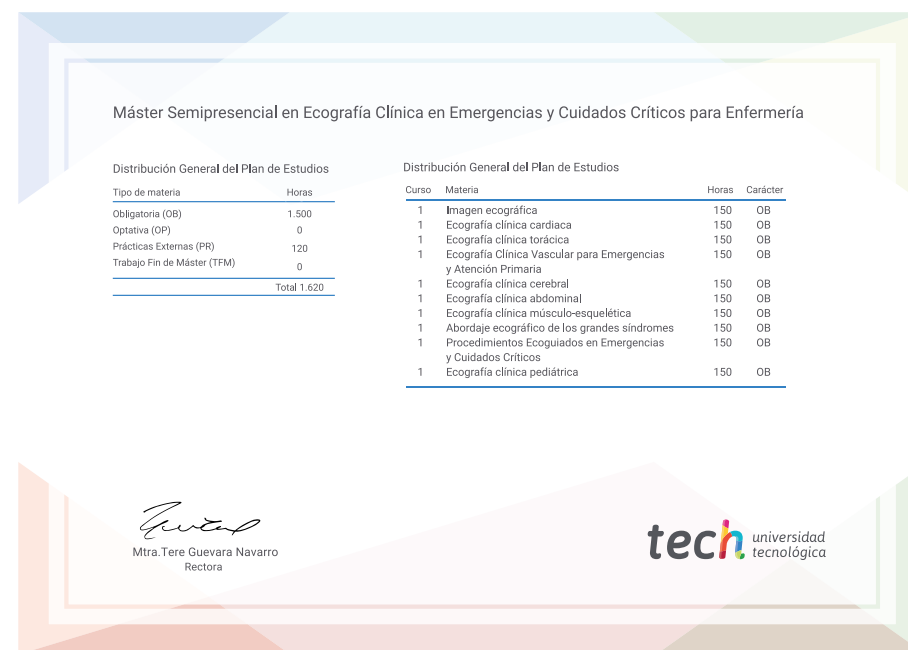 Máster Semipresencial en Ecografía Clínica en Emergencias y Cuidados Críticos para Enfermería
Distribución General del Plan de Estudios
Tipo de materia Horas
Obligatoria (OB) 1.500
Optativa (OP) 0
Prácticas Externas (PR) 120
Trabajo Fin de Máster (TFM) 0
Total 1.620
Distribución General del Plan de Estudios
Curso Materia Horas Carácter
1 Imagen ecográfica 150 OB
1 Ecografía clínica cardiaca 150 OB
1 Ecografía clínica torácica 150 OB
1 Ecografía Clínica Vascular para Emergencias 150 OB
y Atención Primaria
1 Ecografía clínica cerebral 150 OB
1 Ecografía clínica abdominal 150 OB
1 Ecografía clínica músculo-esquelética 150 OB
1 Abordaje ecográfico de los grandes síndromes 150 OB
1 Procedimientos Ecoguiados en Emergencias 150 OB
y Cuidados Críticos
1 Ecografía clínica pediátrica 150 OB
Mtra.Tere Guevara Navarro
Rectora
tech universidad
tecnológica